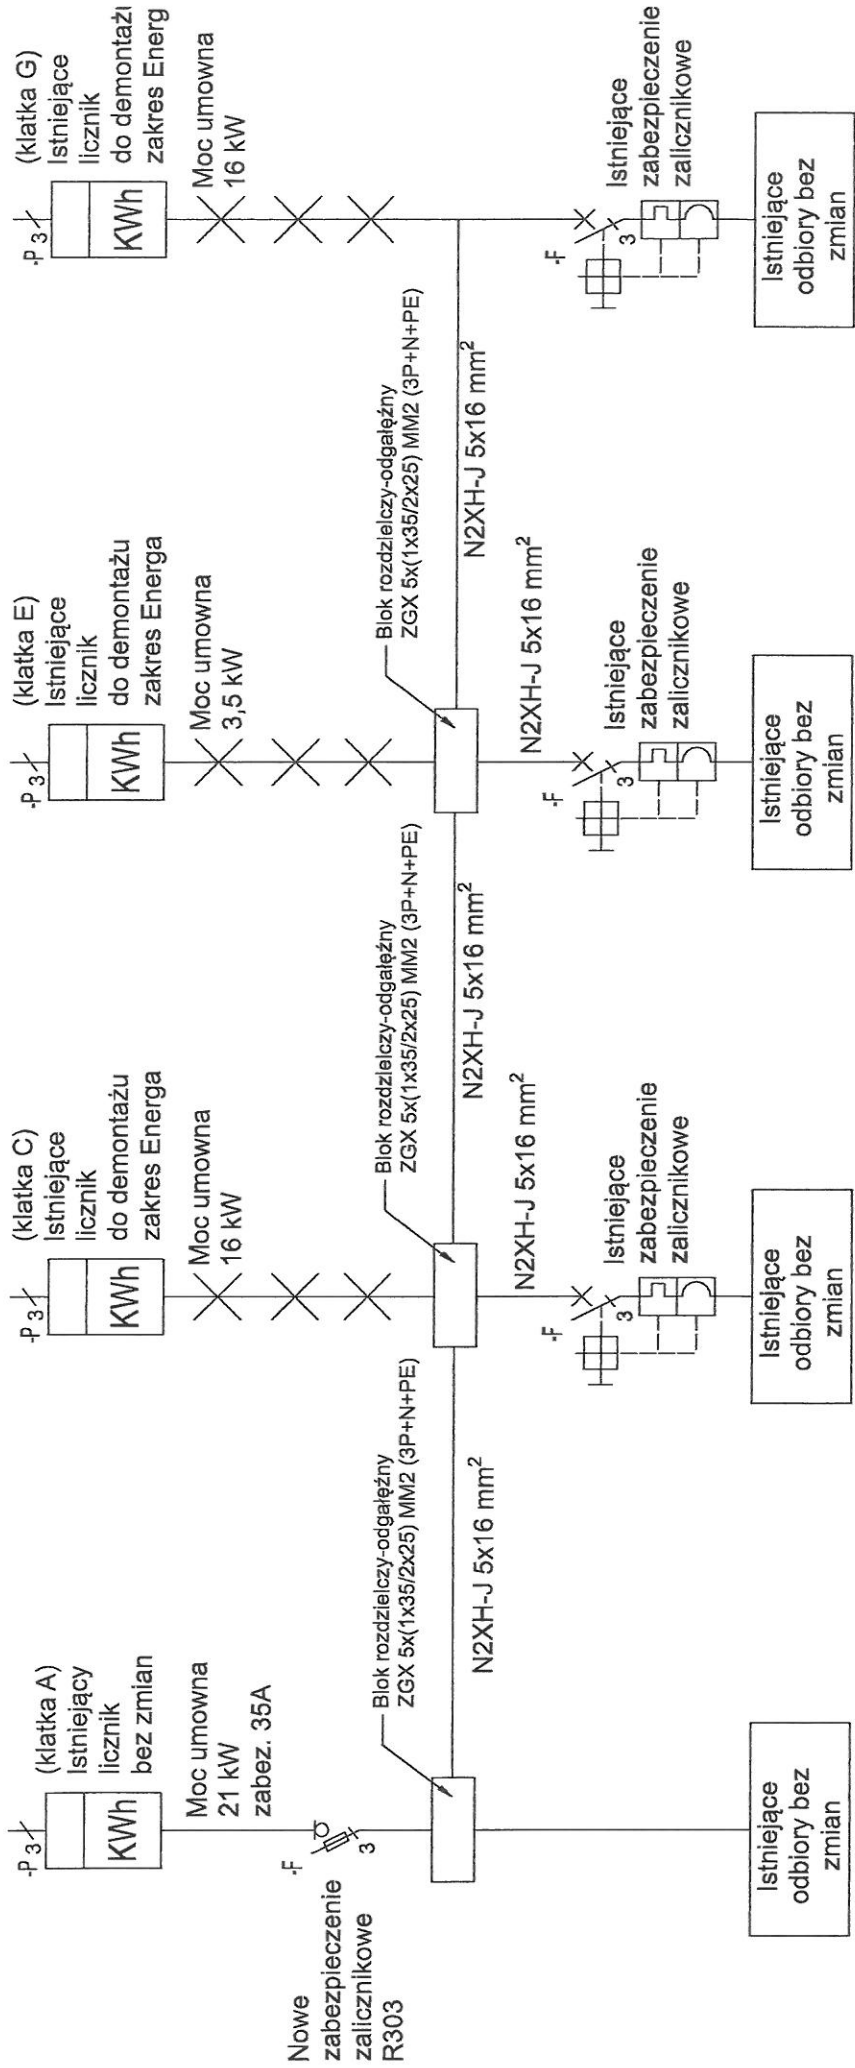 (klatka A)
Istniejący
licznik
bez zmian
-P
3
KWh
Moc umowna
21 kW
zabez. 35A
-F
3
Nowe
zabezpieczenie
zalicznikowe
R303
Blok rozdzielczy-odgałęźny
ZGX 5x(1x35/2x25) MM2 (3P+N+PE)
N2XH-J 5x16 mm²
Istniejące
odbiory bez
zmian
(klatka C)
Istniejące
licznik
do demontażu
zakres Energa
-P
3
KWh
Moc umowna
16 kW
Blok rozdzielczy-odgałęźny
ZGX 5x(1x35/2x25) MM2 (3P+N+PE)
N2XH-J 5x16 mm²
N2XH-J 5x16 mm²
-F
3
Istniejące
zabezpieczenie
zalicznikowe
Istniejące
odbiory bez
zmian
(klatka E)
Istniejące
licznik
do demontażu
zakres Energa
-P
3
KWh
Moc umowna
3,5 kW
Blok rozdzielczy-odgałęźny
ZGX 5x(1x35/2x25) MM2 (3P+N+PE)
N2XH-J 5x16 mm²
N2XH-J 5x16 mm²
-F
3
Istniejące
zabezpieczenie
zalicznikowe
Istniejące
odbiory bez
zmian
(klatka G)
Istniejące
licznik
do demontażu
zakres Energ
-P
3
KWh
Moc umowna
16 kW
-F
3
Istniejące
zabezpieczenie
zalicznikowe
Istniejące
odbiory bez
zmian